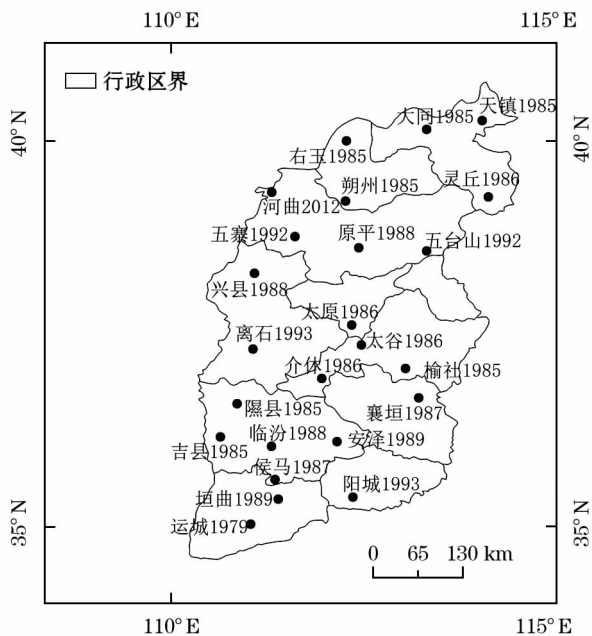 110°E 115°E
行政区界
天镇1985
大同1985
40°N 40°N
右玉1985
灵丘1986
朔州1985
河曲2012
五寨1992
原平1988
五台山1992
兴县1988
太原1986
离石1993
太谷1986
介休1986
榆社1985
隰县1985
襄垣1987
临汾1988
安泽1989
吉县1985
侯马1987
阳城1993
垣曲1989
运城1979
35°N 35°N
0 65 130 km
110°E 115°E